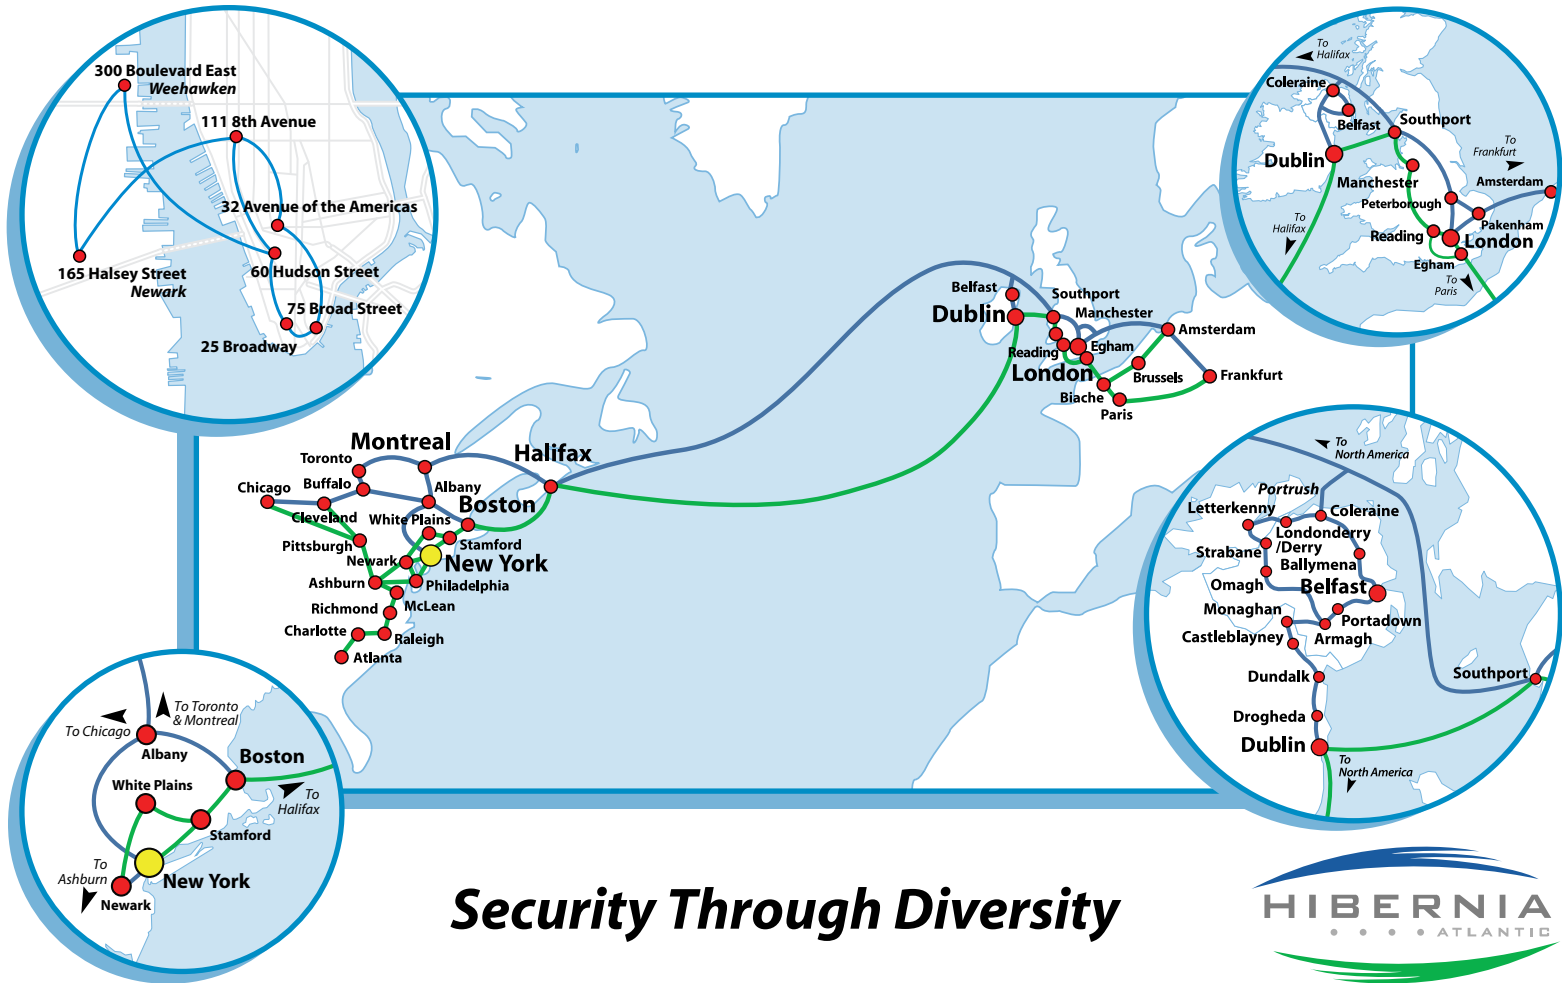 300 Boulevard East
Weehawken
111 8th Avenue
32 Avenue of the Americas
165 Halsey Street
Newark
60 Hudson Street
75 Broad Street
25 Broadway
To
Halifax
Coleraine
Belfast
Southport
Dublin
To
Frankfurt
Manchester
Amsterdam
Peterborough
Pakenham
To
Halifax
Reading
London
Egham
To
Paris
Belfast
Southport
Dublin
Manchester
Amsterdam
Reading
Egham
London
Brussels
Frankfurt
Biache
Paris
Montreal
Toronto
Halifax
Buffalo
Chicago
Albany
Boston
Cleveland
White Plains
Pittsburgh
Stamford
Newark
New York
Ashburn
Philadelphia
McLean
Richmond
Charlotte
Raleigh
Atlanta
To
North America
Portrush
Letterkenny
Coleraine
Londonderry
/Derry
Strabane
Ballymena
Omagh
Belfast
Monaghan
Portadown
Castleblayney
Armagh
Dundalk
Southport
Drogheda
Dublin
To
North America
To Toronto
& Montreal
To Chicago
Albany
Boston
White Plains
To
Halifax
Stamford
To
Ashburn
New York
Newark
Security Through Diversity
HIBERNIA
ATLANTIC